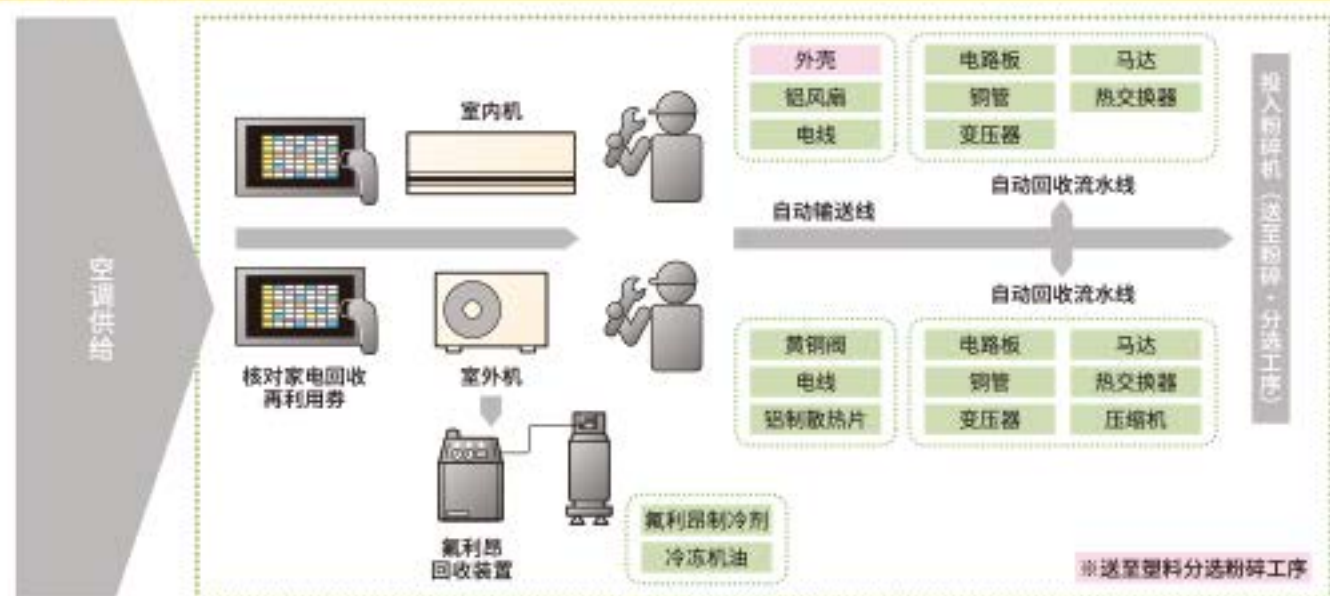 空调供给
核对家电回收
再利用券
室内机
室外机
氟利昂
回收装置
氟利昂制冷剂
冷冻机油
外壳
铝风扇
电线
电路板
马达
铜管
热交换器
变压器
自动回收流水线
自动输送线
自动回收流水线
黄铜阀
电线
铝制散热片
电路板
马达
铜管
热交换器
变压器
压缩机
投入粉碎机（送至粉碎・分选工序）
※送至塑料分选粉碎工序